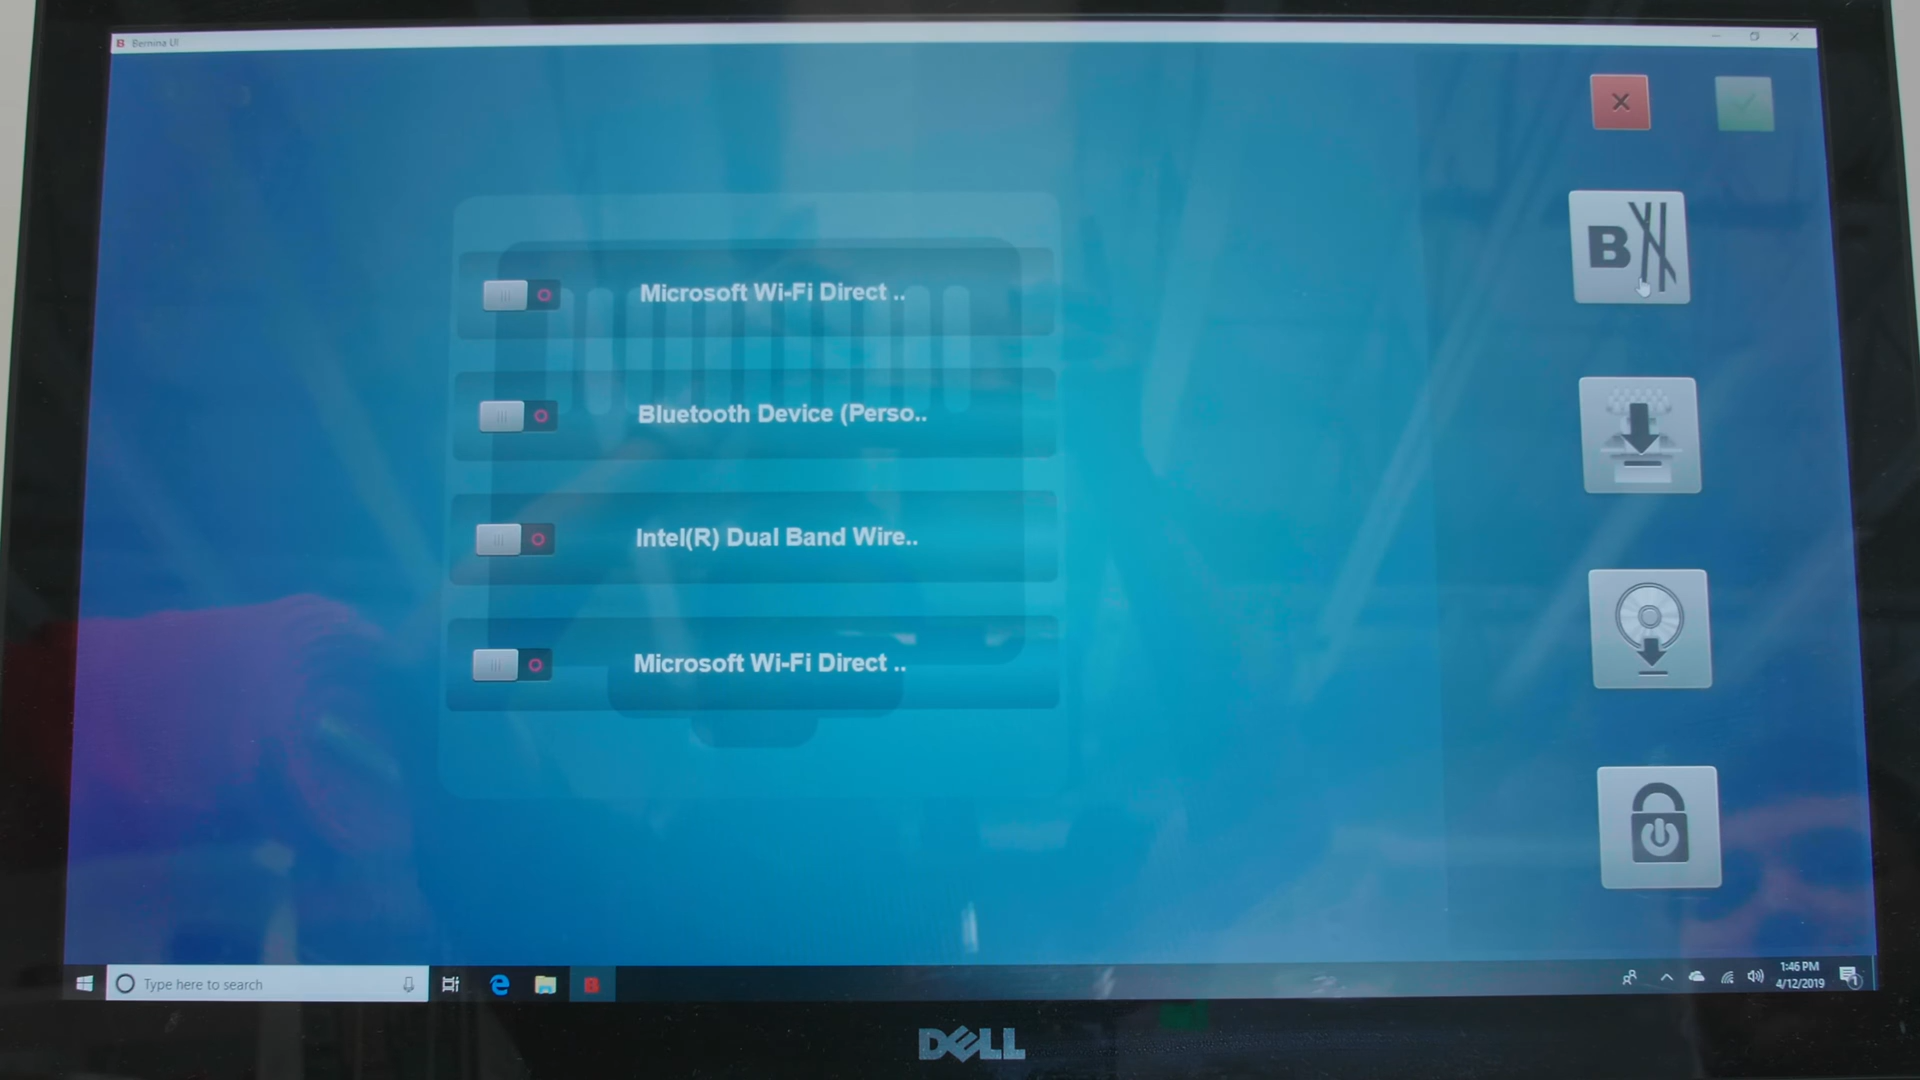 Bernina UI
B
Microsoft Wi-Fi Direct ..
Bluetooth Device (Perso..
Intel(R) Dual Band Wire..
Microsoft Wi-Fi Direct ..
Type here to search
B
1:46 PM
4/12/2019
1
DELL